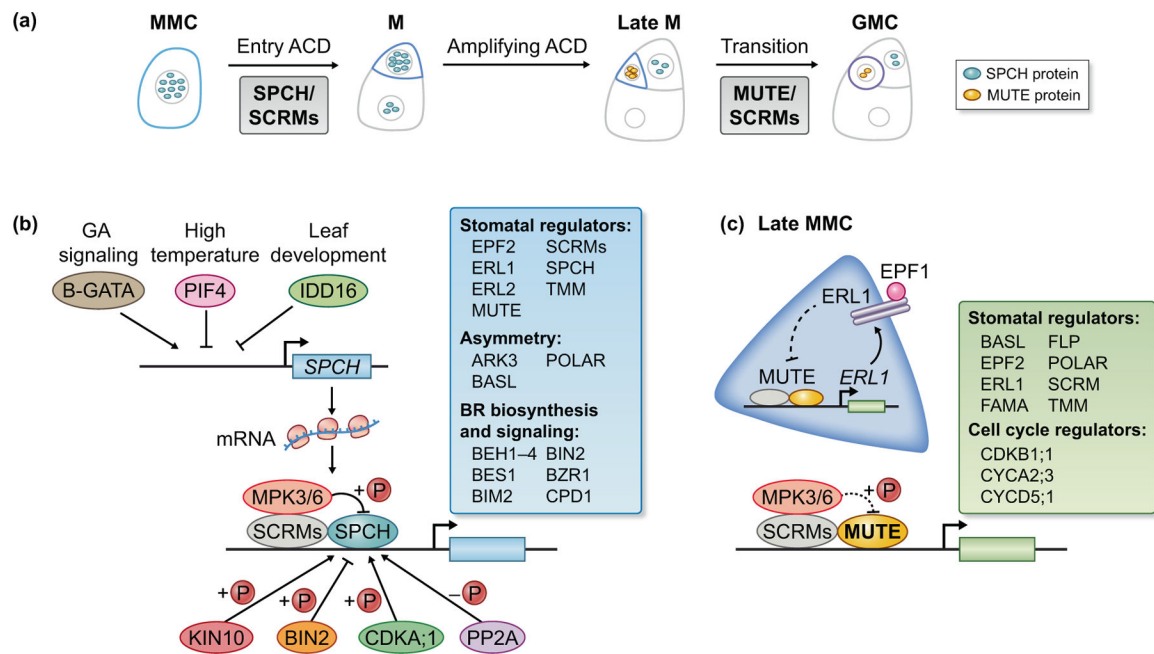 (a)
MMC
M
Late M
GMC
Entry ACD
Amplifying ACD
Transition
SPCH/
SCRMs
MUTE/
SCRMs
SPCH protein
MUTE protein
(b)
GA
signaling
High
temperature
Leaf
development
B-GATA
PIF4
IDD16
SPCH
mRNA
MPK3/6
+ P
SCRMs
SPCH
+ P
+ P
+ P
– P
KIN10
BIN2
CDKA;1
PP2A
Stomatal regulators:
EPF2 SCRMs
ERL1 SPCH
ERL2 TMM
MUTE
Asymmetry:
ARK3 POLAR
BASL
BR biosynthesis
and signaling:
BEH1–4 BIN2
BES1 BZR1
BIM2 CPD1
(c) Late MMC
EPF1
ERL1
MUTE
ERL1
MPK3/6
+ P
SCRMs
MUTE
Stomatal regulators:
BASL FLP
EPF2 POLAR
ERL1 SCRM
FAMA TMM
Cell cycle regulators:
CDKB1;1
CYCA2;3
CYCD5;1